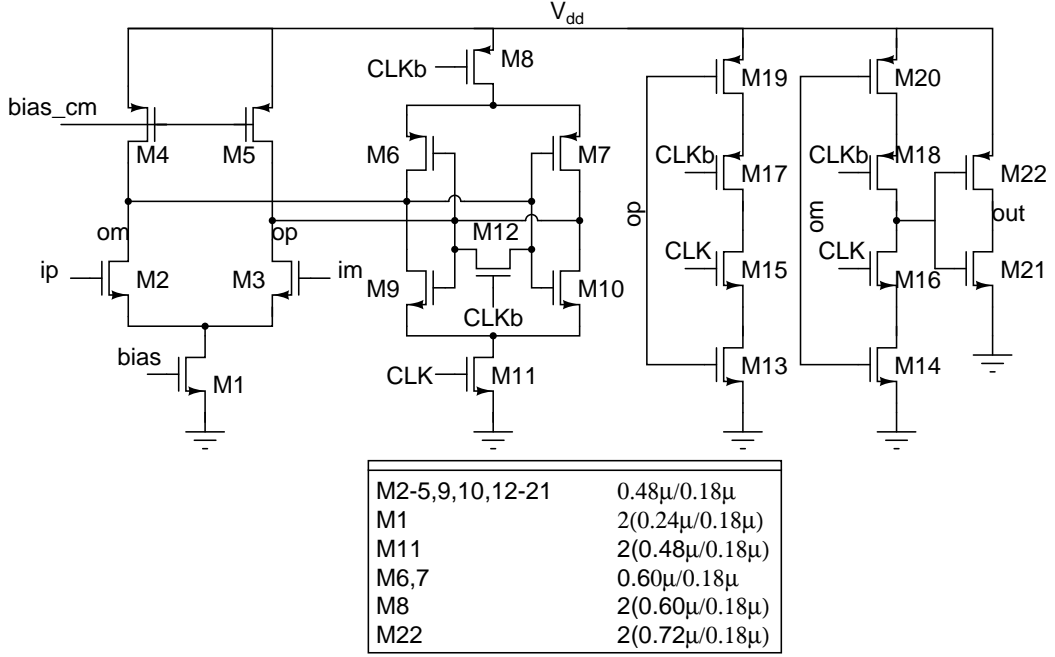 Vdd
M8
CLKb
M19
M20
bias_cm
M4
M5
M6
M7
CLKb
M17
CLKb
M18
M22
om
op
M12
op
om
out
ip
M2
M3
im
M9
M10
CLK
M15
CLK
M16
M21
CLKb
bias
M1
CLK
M11
M13
M14
M2-5,9,10,12-21 0.48μ/0.18μ
M1 2(0.24μ/0.18μ)
M11 2(0.48μ/0.18μ)
M6,7 0.60μ/0.18μ
M8 2(0.60μ/0.18μ)
M22 2(0.72μ/0.18μ)